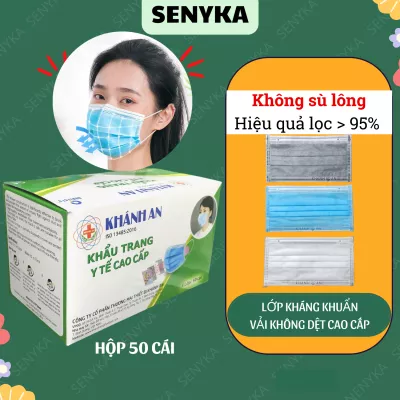 SENYKA
Không sù lông
Hiệu quả lọc > 95%
KHÁNH AN
ISO 13485:2016
KHẨU TRANG
Y TẾ CAO CẤP
HỘP 50 CÁI
LỚP KHÁNG KHUẨN
VẢI KHÔNG DỆT CAO CẤP
SENYKA